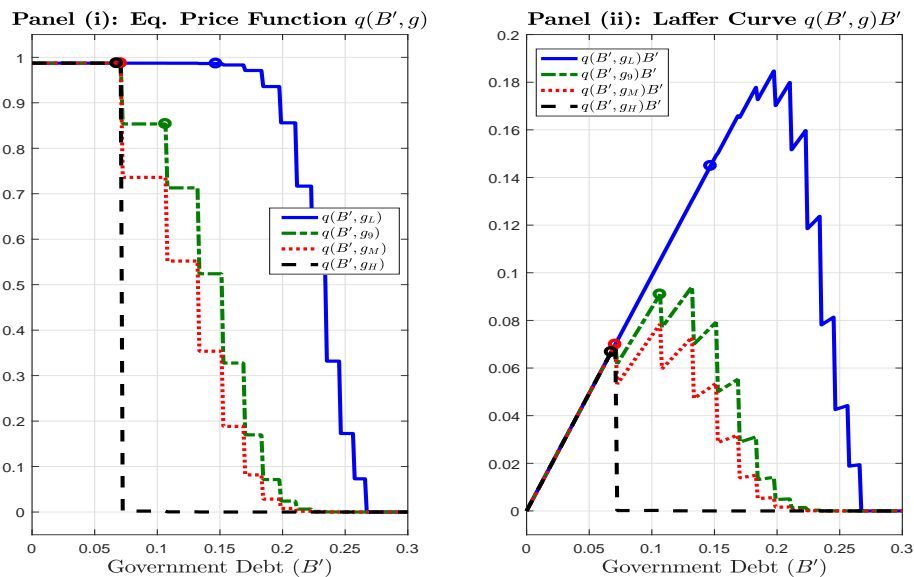 Panel (i): Eq. Price Function q(B′, g)
1
0.9
0.8
0.7
0.6
0.5
0.4
0.3
0.2
0.1
0
q(B′, g_L)
q(B′, g_9)
q(B′, g_M)
q(B′, g_H)
0 0.05 0.1 0.15 0.2 0.25 0.3
Government Debt (B′)
Panel (ii): Laffer Curve q(B′, g)B′
0.2
0.18
0.16
0.14
0.12
0.1
0.08
0.06
0.04
0.02
0
q(B′, g_L)B′
q(B′, g_9)B′
q(B′, g_M)B′
q(B′, g_H)B′
0 0.05 0.1 0.15 0.2 0.25 0.3
Government Debt (B′)